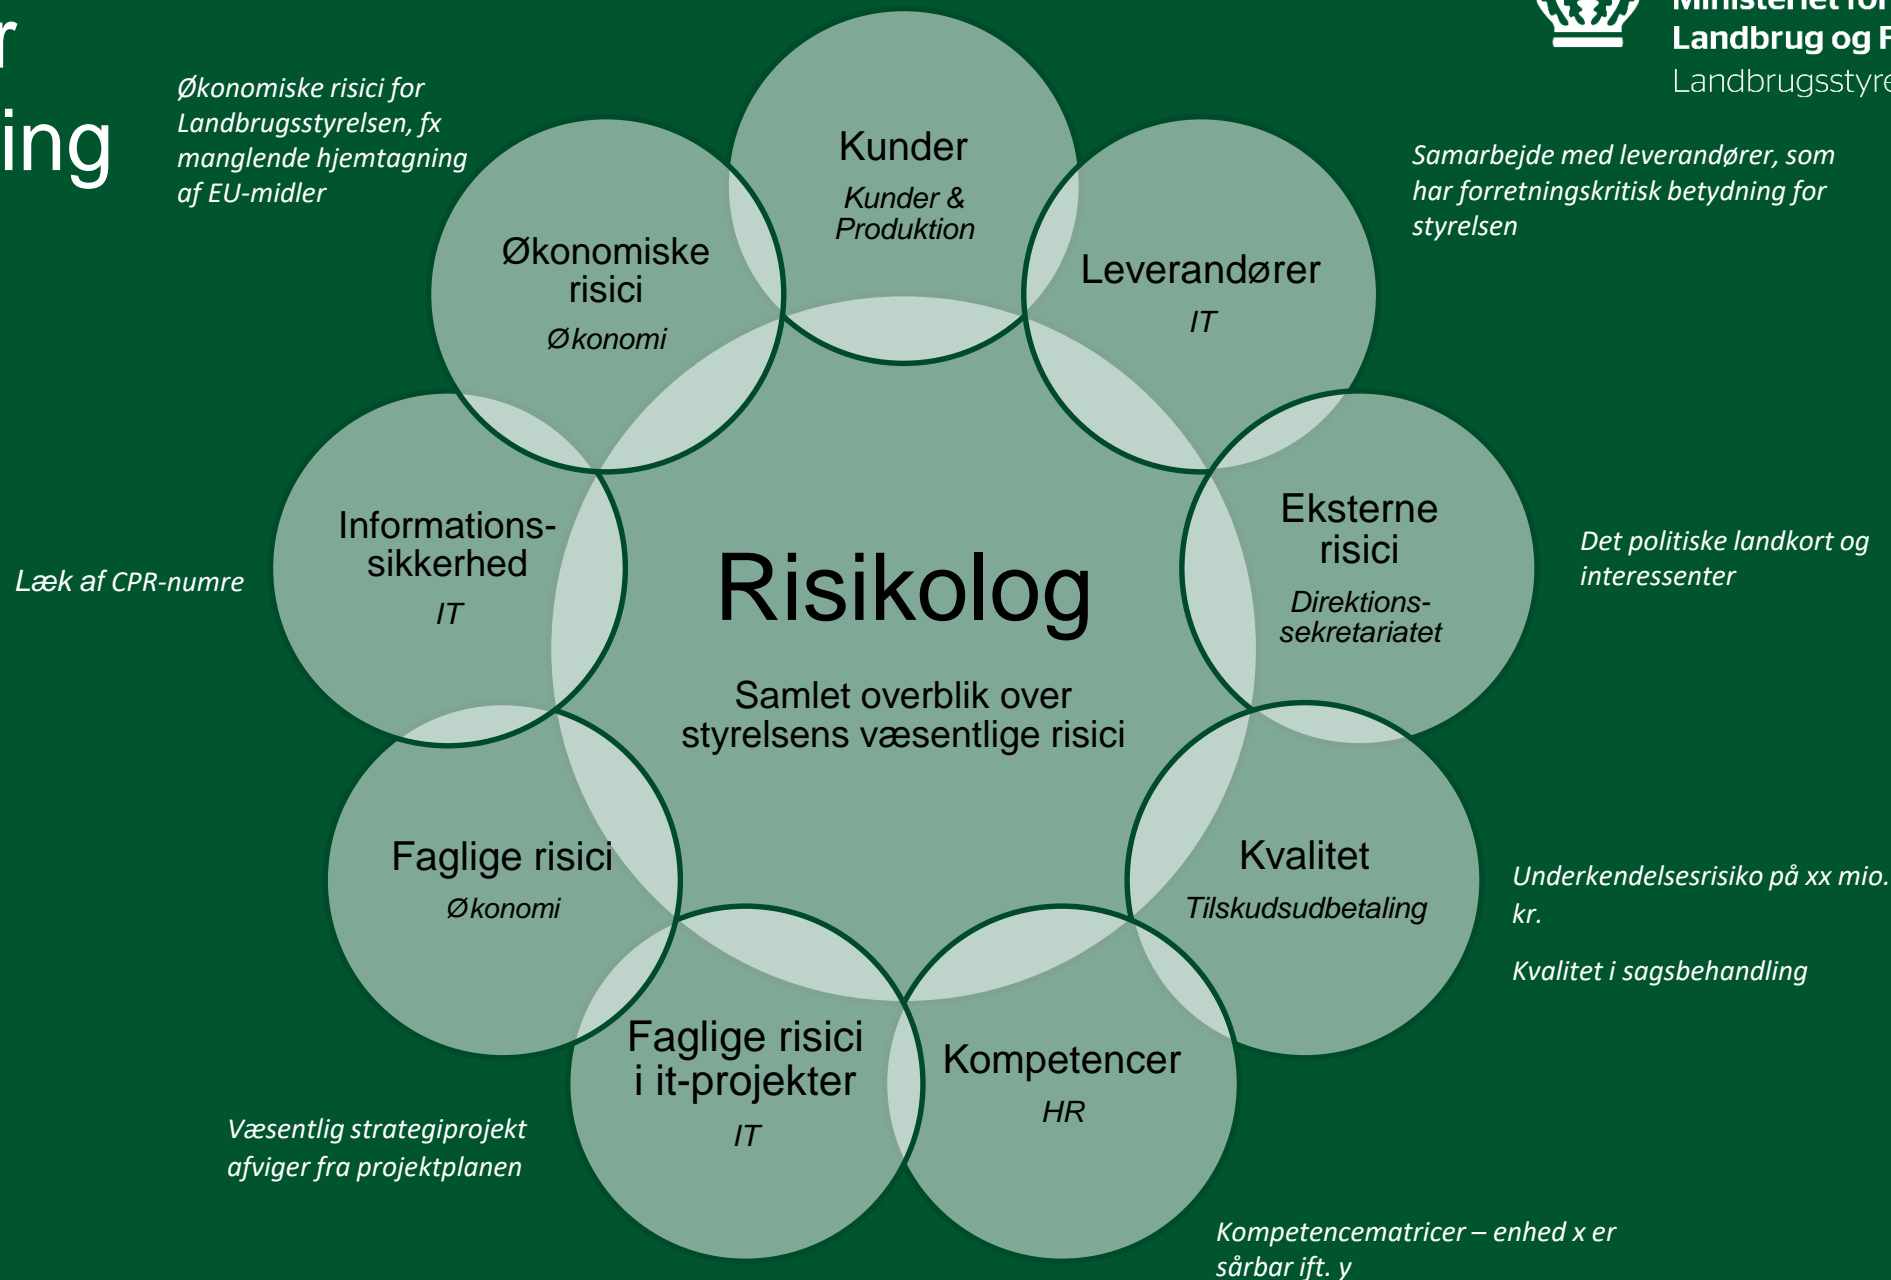 r
ing
Ministeriet for
Landbrug og F
Landbrugsstyre
Økonomiske risici for
Landbrugsstyrelsen, fx
manglende hjemtagning
af EU-midler
Kunder
Kunder &
Produktion
Samarbejde med leverandører, som
har forretningskritisk betydning for
styrelsen
Økonomiske
risici
Økonomi
Leverandører
IT
Informations-
sikkerhed
IT
Læk af CPR-numre
Risikolog
Samlet overblik over
styrelsens væsentlige risici
Eksterne
risici
Direktions-
sekretariatet
Det politiske landkort og
interessenter
Faglige risici
Økonomi
Kvalitet
Tilskudsudbetaling
Underkendelsesrisiko på xx mio.
kr.
Kvalitet i sagsbehandling
Faglige risici
i it-projekter
IT
Kompetencer
HR
Væsentlig strategiprojekt
afviger fra projektplanen
Kompetencematricer – enhed x er
sårbar ift. y